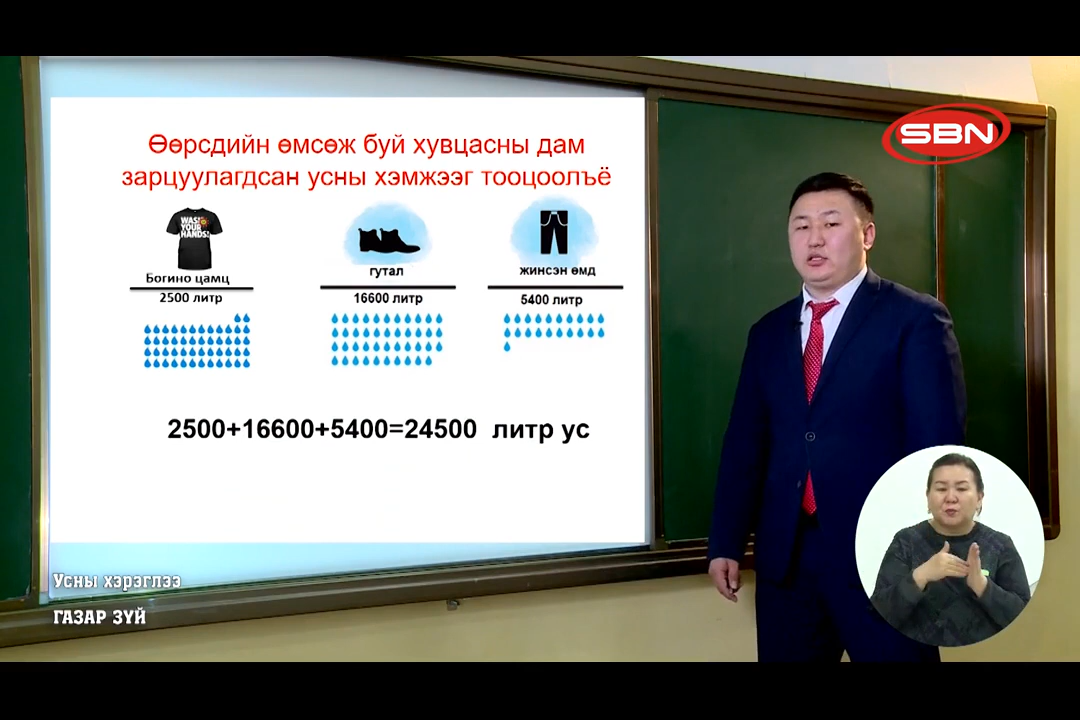 SBN
Өөрсдийн өмсөж буй хувцасны дам
зарцуулагдсан усны хэмжээг тооцоолъё
WASH
YOUR
HANDS!
Богино цамц
2500 литр
гутал
16600 литр
жинсэн өмд
5400 литр
2500+16600+5400=24500 литр ус
Усны хэрэглээ
ГАЗАР ЗҮЙ